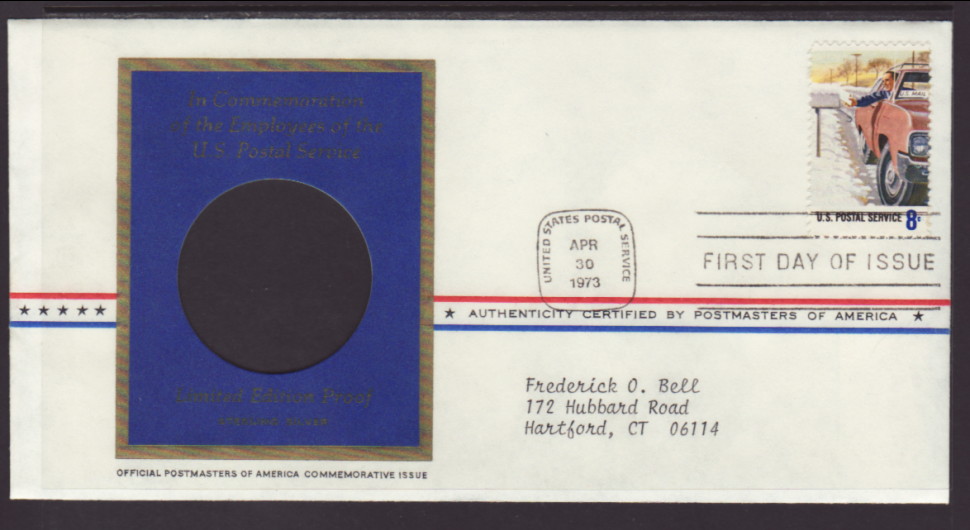 In Commemoration
of the Employees of the
U.S. Postal Service
U.S. MAIL
U.S. POSTAL SERVICE 8c
UNITED STATES POSTAL SERVICE
APR
30
1973
FIRST DAY OF ISSUE
★ ★ ★ ★ ★
★ AUTHENTICITY CERTIFIED BY POSTMASTERS OF AMERICA ★
Limited Edition Proof
STERLING SILVER
OFFICIAL POSTMASTERS OF AMERICA COMMEMORATIVE ISSUE
Frederick O. Bell
172 Hubbard Road
Hartford, CT 06114